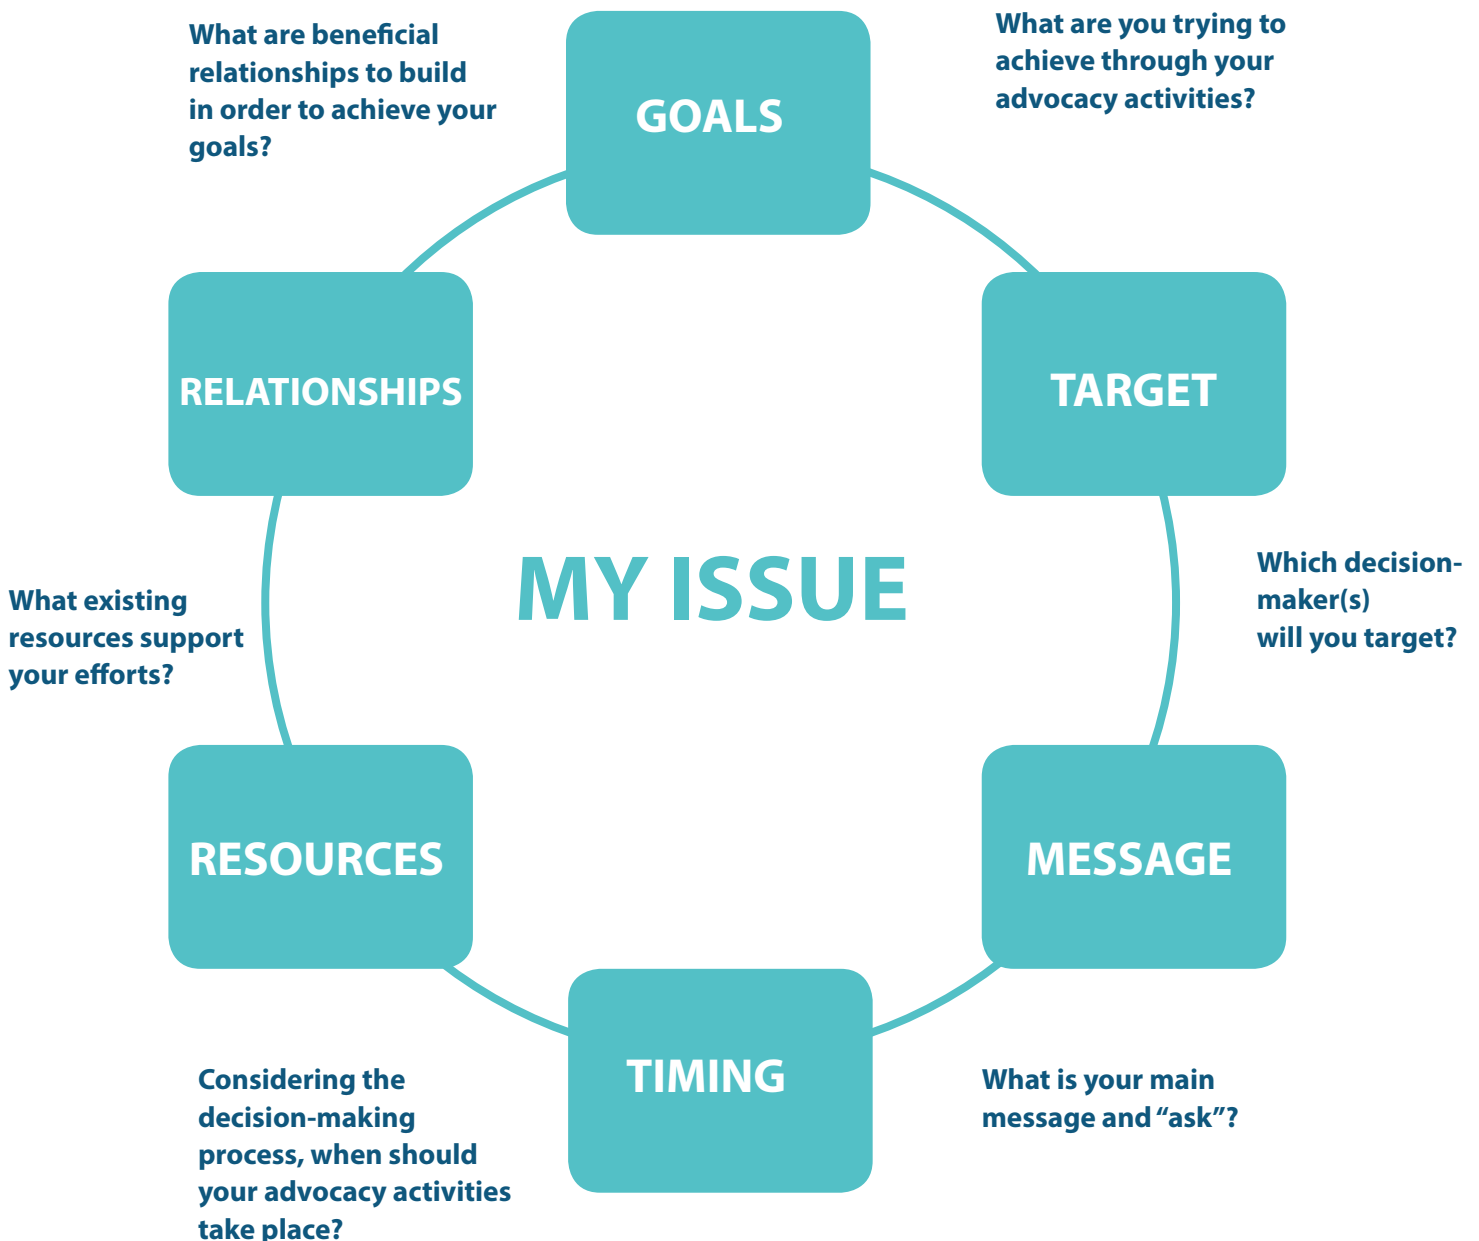 GOALS
What are you trying to
achieve through your
advocacy activities?
TARGET
Which decision-
maker(s)
will you target?
MESSAGE
What is your main
message and “ask”?
TIMING
Considering the
decision-making
process, when should
your advocacy activities
take place?
RESOURCES
What existing
resources support
your efforts?
RELATIONSHIPS
What are beneficial
relationships to build
in order to achieve your
goals?
MY ISSUE